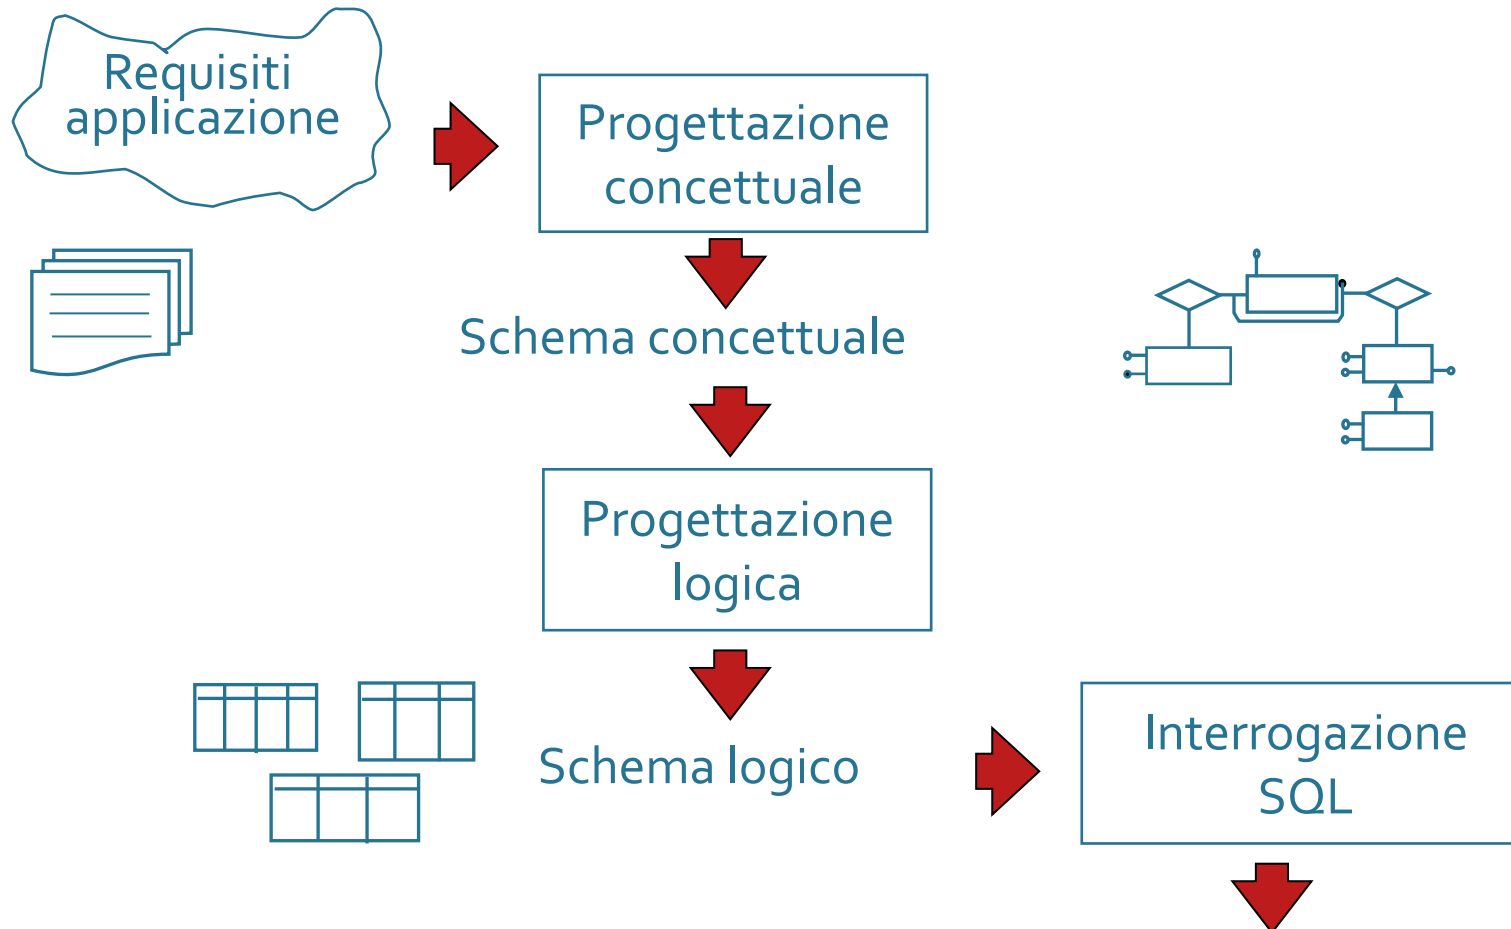 Requisiti
applicazione
Progettazione
concettuale
Schema concettuale
Progettazione
logica
Schema logico
Interrogazione
SQL